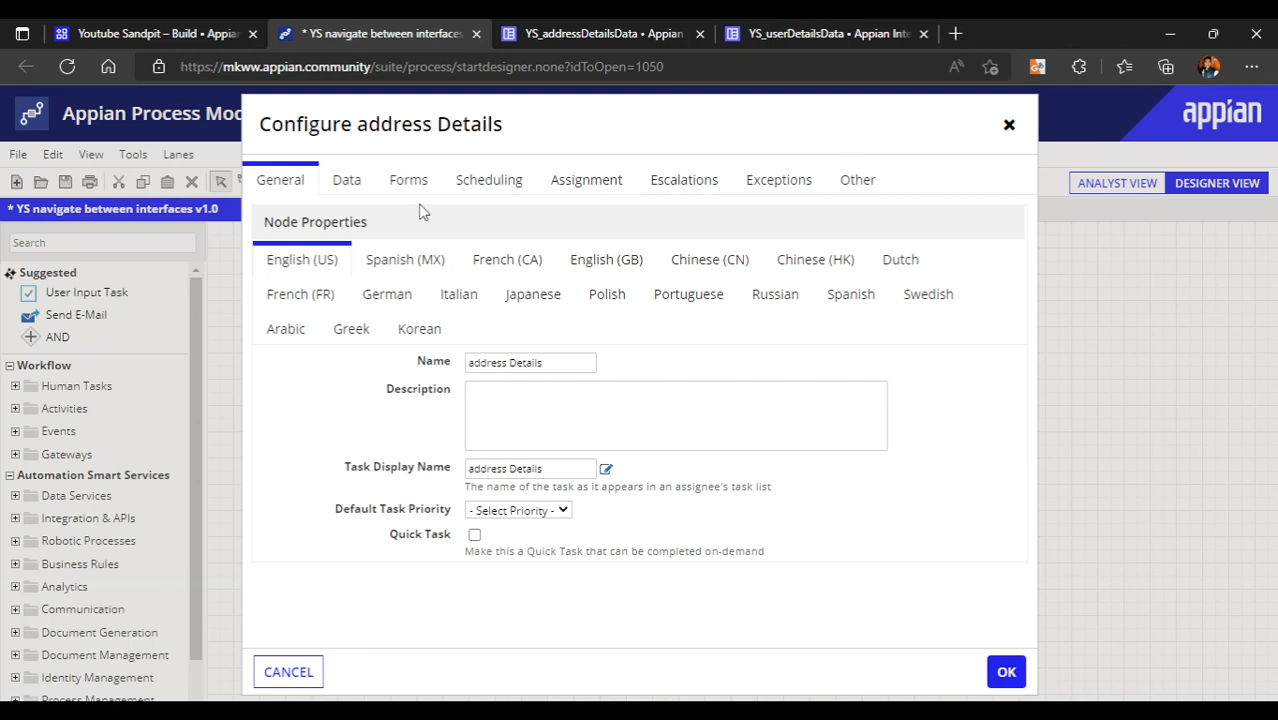 Youtube Sandpit – Build • Appian
* YS navigate between interfaces
YS_addressDetailsData • Appian
YS_userDetailsData • Appian Inte
https://mkww.appian.community/suite/process/startdesigner.none?idToOpen=1050
Appian Process Mod
Configure address Details
appian
File Edit View Tools Lanes
General Data Forms Scheduling Assignment Escalations Exceptions Other
ANALYST VIEW DESIGNER VIEW
* YS navigate between interfaces v1.0
Node Properties
Search
English (US) Spanish (MX) French (CA) English (GB) Chinese (CN) Chinese (HK) Dutch
French (FR) German Italian Japanese Polish Portuguese Russian Spanish Swedish
Arabic Greek Korean
Suggested
User Input Task
Send E-Mail
AND
Workflow
Human Tasks
Activities
Events
Gateways
Automation Smart Services
Data Services
Integration & APIs
Robotic Processes
Business Rules
Analytics
Communication
Document Generation
Document Management
Identity Management
Process Management
Name address Details
Description
Task Display Name address Details
The name of the task as it appears in an assignee's task list
Default Task Priority - Select Priority -
Quick Task
Make this a Quick Task that can be completed on-demand
CANCEL OK